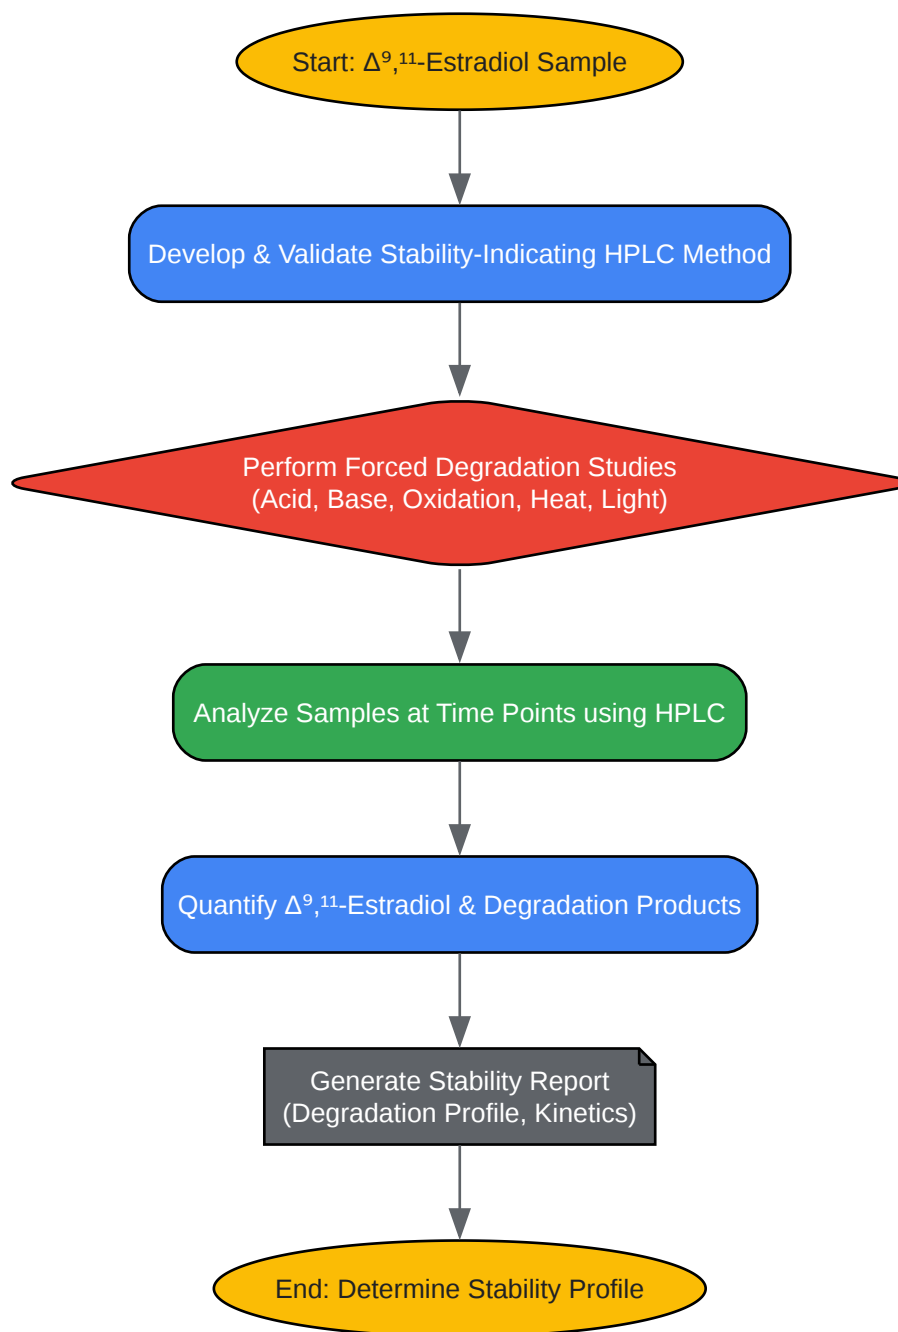 Start: Δ⁹,¹¹-Estradiol Sample
Develop & Validate Stability-Indicating HPLC Method
Perform Forced Degradation Studies
(Acid, Base, Oxidation, Heat, Light)
Analyze Samples at Time Points using HPLC
Quantify Δ⁹,¹¹-Estradiol & Degradation Products
Generate Stability Report
(Degradation Profile, Kinetics)
End: Determine Stability Profile